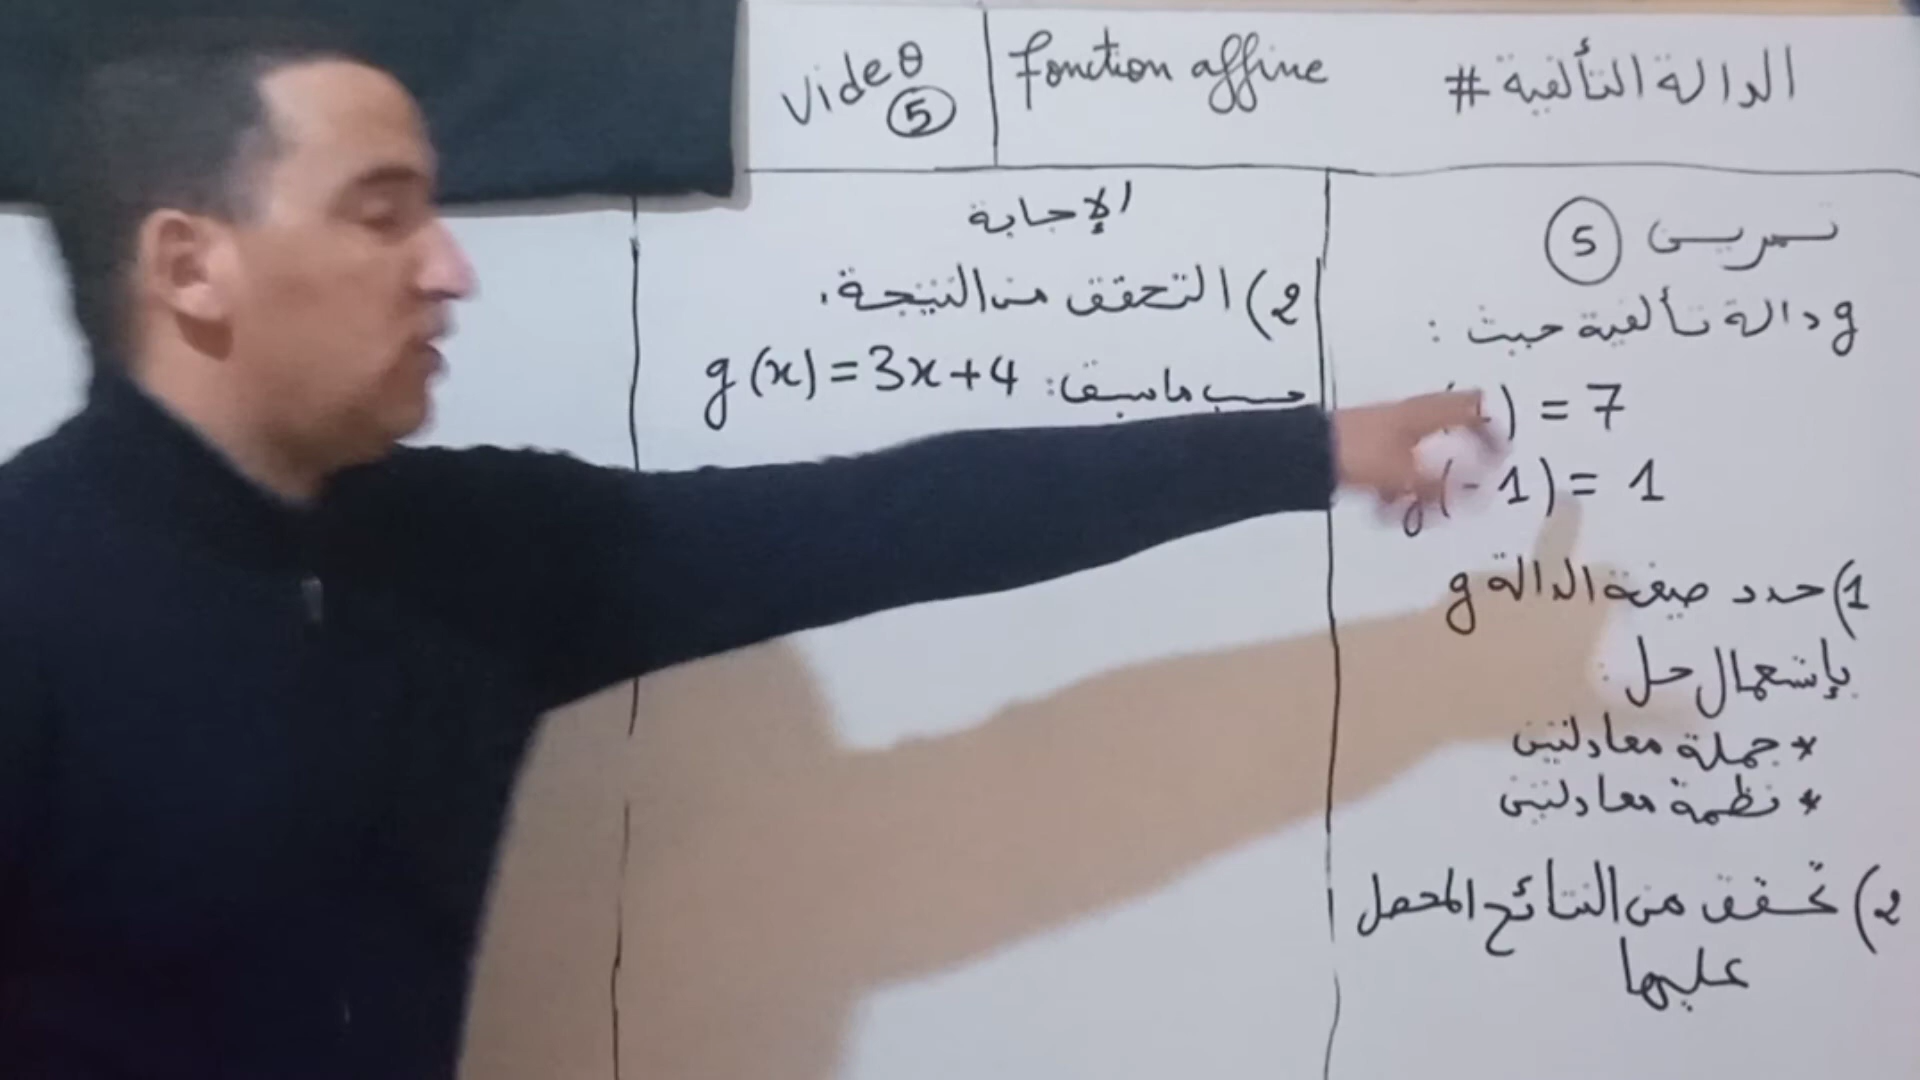 الدالة التألفية #
Fonction affine
Video 5
تمرين 5
g دالة تألفية حيث :
) = 7
g(-1) = 1
1) حدد صيغة الدالة g
بإستعمال حل :
* جملة معادلتين
* نظمة معادلتين
2) تحقق من النتائج المحصل
عليها
الإجابة
2) التحقق من النتيجة.
حسب ماسبق: g(x)=3x+4